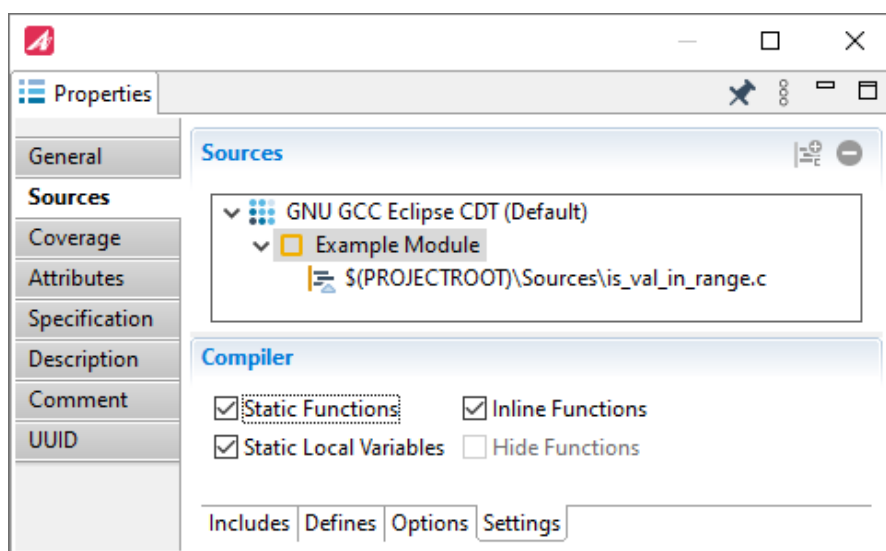 Properties
General
Sources
Coverage
Attributes
Specification
Description
Comment
UUID
Sources
GNU GCC Eclipse CDT (Default)
Example Module
$(PROJECTROOT)\Sources\is_val_in_range.c
Compiler
Static Functions Inline Functions
Static Local Variables Hide Functions
Includes Defines Options Settings